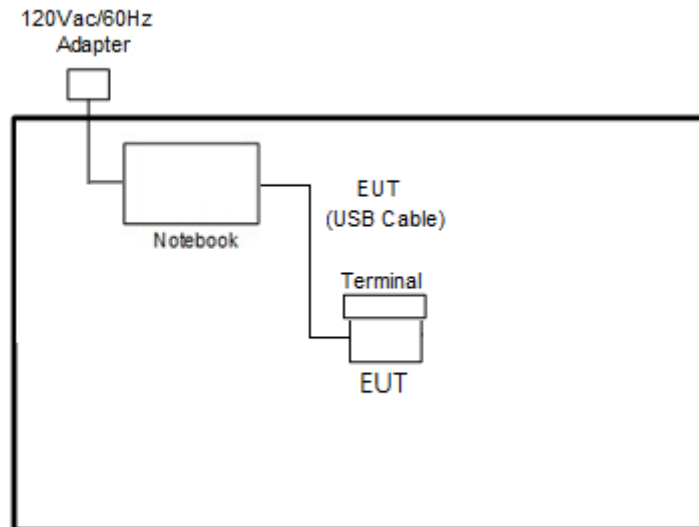 120Vac/60Hz
Adapter
Notebook
EUT
(USB Cable)
Terminal
EUT